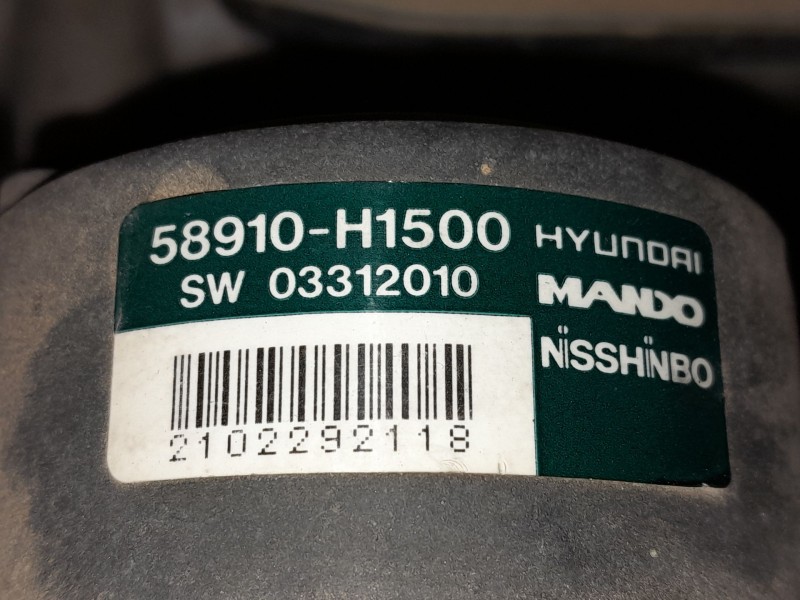 58910-H1500
SW 03312010
HYUNDAI
MANDO
NISSHINBO
2102292118